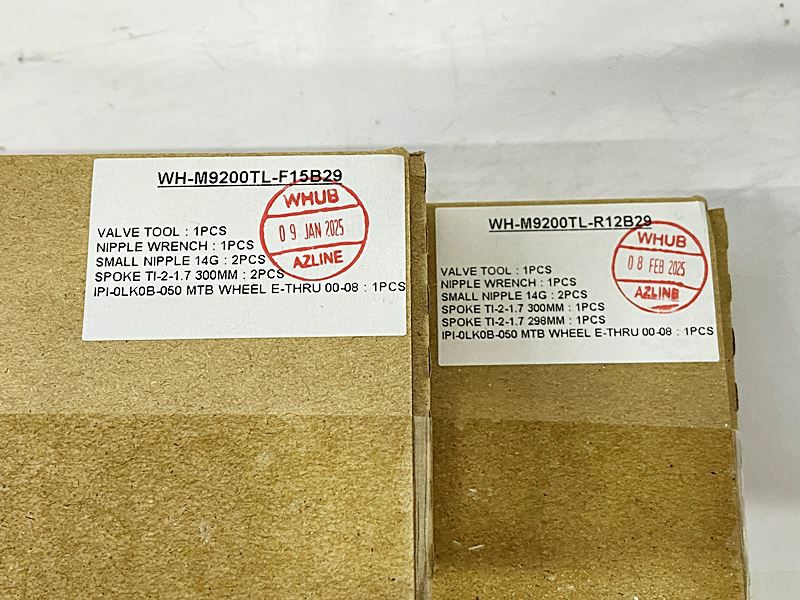 WH-M9200TL-F15B29
WHUB
09 JAN 2025
AZLINE
VALVE TOOL : 1PCS
NIPPLE WRENCH : 1PCS
SMALL NIPPLE 14G : 2PCS
SPOKE TI-2-1.7 300MM : 2PCS
IPI-0LK0B-050 MTB WHEEL E-THRU 00-08 : 1PCS
WH-M9200TL-R12B29
WHUB
08 FEB 2025
AZLINE
VALVE TOOL : 1PCS
NIPPLE WRENCH : 1PCS
SMALL NIPPLE 14G : 2PCS
SPOKE TI-2-1.7 300MM : 1PCS
SPOKE TI-2-1.7 298MM : 1PCS
IPI-0LK0B-050 MTB WHEEL E-THRU 00-08 : 1PCS